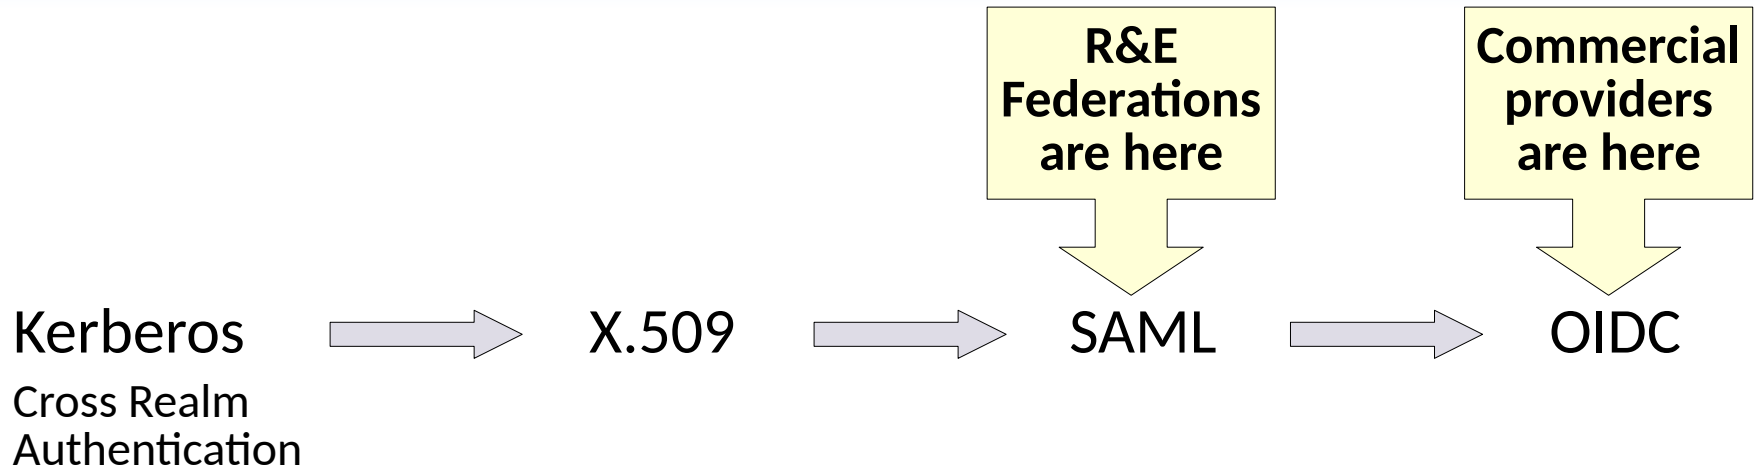 R&E
Federations
are here
Commercial
providers
are here
Kerberos
X.509
SAML
OIDC
Cross Realm
Authentication